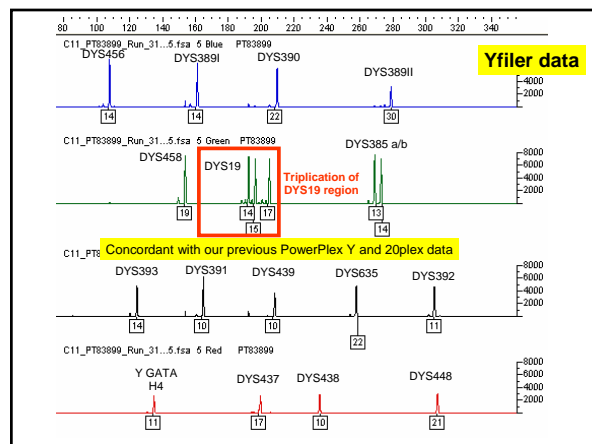 80 100 120 140 160 180 200 220 240 260 280 300 320 340
C11_PT83899_Run_31...5.fsa 5 Blue PT83899
Yfiler data
DYS456 DYS389I DYS390 DYS389II
8000
6000
4000
2000
14 14 22 30
C11_PT83899_Run_31...5.fsa 5 Green PT83899
DYS458 DYS19 DYS385 a/b
Triplication of
DYS19 region
8000
6000
4000
2000
19 14 17 13
15 14
Concordant with our previous PowerPlex Y and 20plex data
C11_PT
DYS393 DYS391 DYS439 DYS635 DYS392
8000
6000
4000
2000
14 10 10 11
22
C11_PT83899_Run_31...5.fsa 5 Red PT83899
Y GATA
H4
DYS437 DYS438 DYS448
8000
6000
4000
2000
11 17 10 21